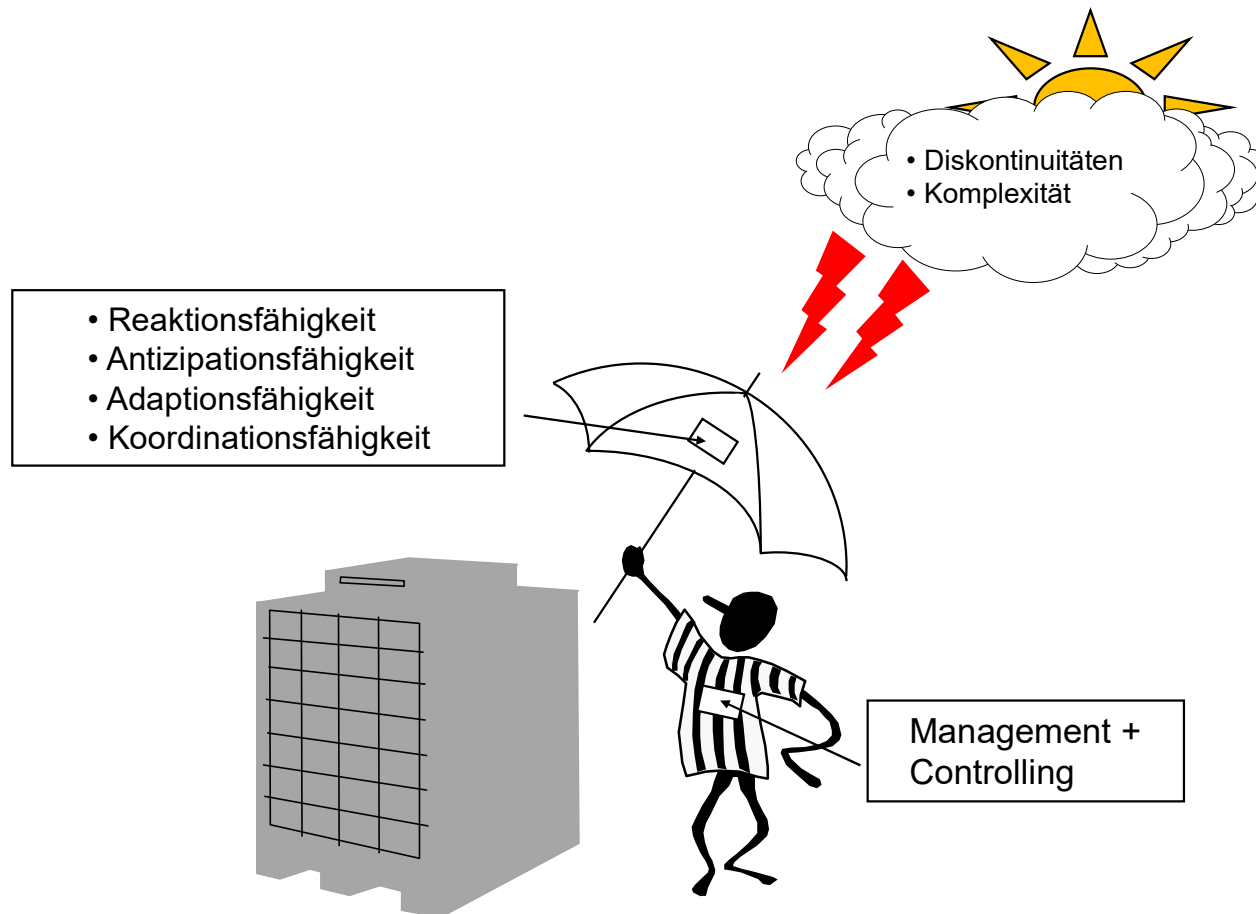 • Diskontinuitäten
• Komplexität
• Reaktionsfähigkeit
• Antizipationsfähigkeit
• Adaptionsfähigkeit
• Koordinationsfähigkeit
Management +
Controlling